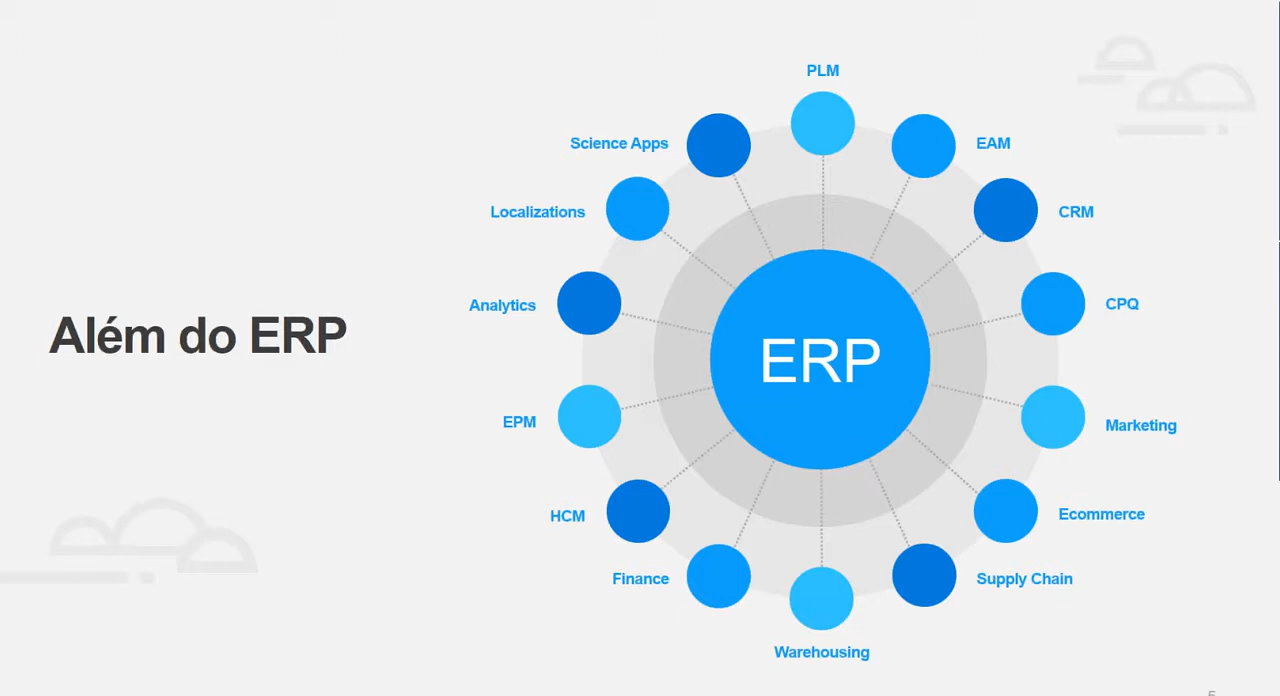 Além do ERP
ERP
PLM
EAM
CRM
CPQ
Marketing
Ecommerce
Supply Chain
Warehousing
Finance
HCM
EPM
Analytics
Localizations
Science Apps